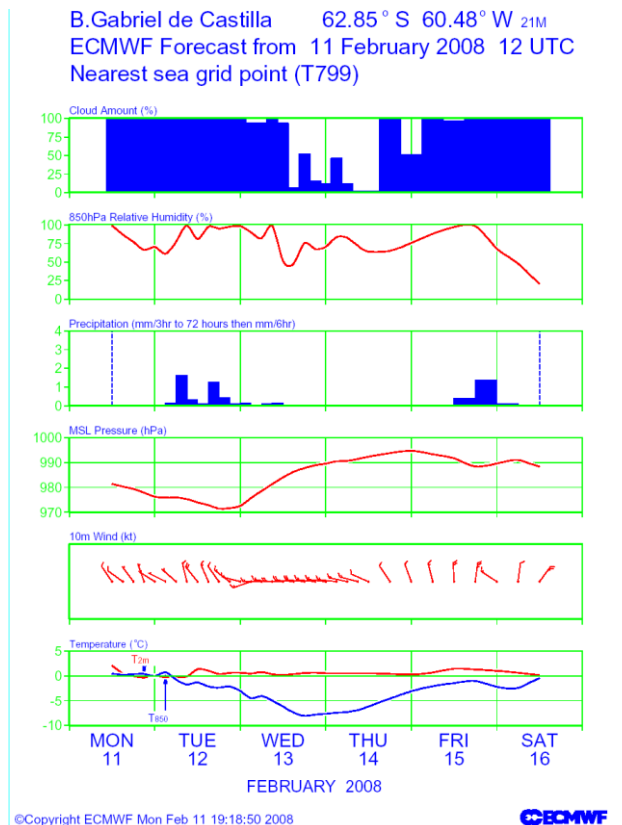 B.Gabriel de Castilla 62.85° S 60.48° W 21M
ECMWF Forecast from 11 February 2008 12 UTC
Nearest sea grid point (T799)
Cloud Amount (%)
100
75
50
25
0
850hPa Relative Humidity (%)
100
75
50
25
0
Precipitation (mm/3hr to 72 hours then mm/6hr)
4
3
2
1
0
MSL Pressure (hPa)
1000
990
980
970
10m Wind (kt)
Temperature (°C)
5
0
-5
-10
T2m
T850
MON TUE WED THU FRI SAT
11 12 13 14 15 16
FEBRUARY 2008
©Copyright ECMWF Mon Feb 11 19:18:50 2008
ECMWF